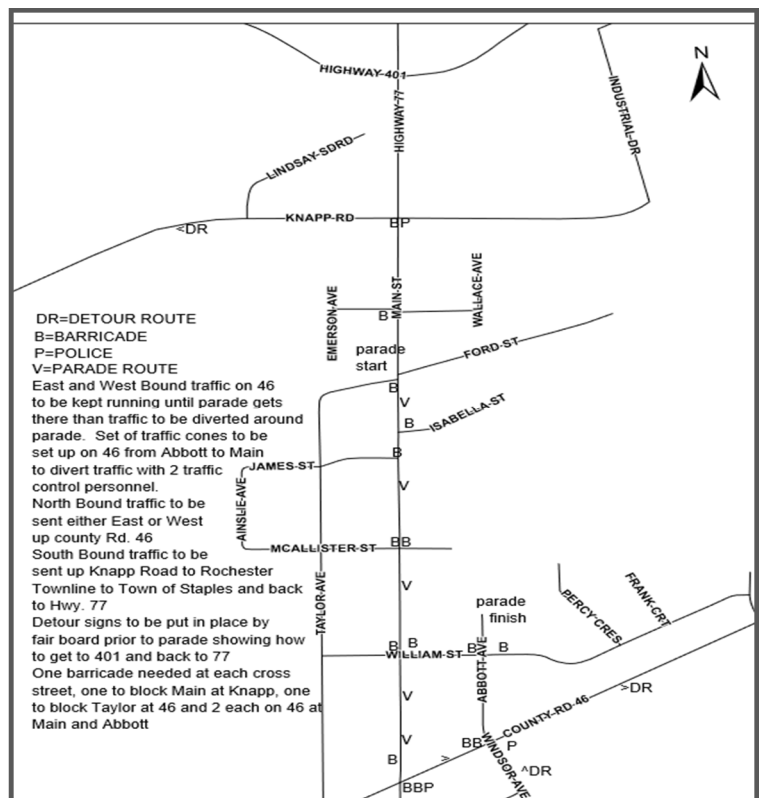 N
HIGHWAY 401
HIGHWAY 77
INDUSTRIAL DR
LINDSAY SDRD
KNAPP RD
<DR
BP
MAIN ST
WALLACE AVE
EMERSON AVE
B
parade
start
FORD ST
DR=DETOUR ROUTE
B=BARRICADE
P=POLICE
V=PARADE ROUTE
East and West Bound traffic on 46
to be kept running until parade gets
there than traffic to be diverted around
parade. Set of traffic cones to be
set up on 46 from Abbott to Main
to divert traffic with 2 traffic
control personnel.
North Bound traffic to be
sent either East or West
up county Rd. 46
South Bound traffic to be
sent up Knapp Road to Rochester
Townline to Town of Staples and back
to Hwy. 77
Detour signs to be put in place by
fair board prior to parade showing how
to get to 401 and back to 77
One barricade needed at each cross
street, one to block Main at Knapp, one
to block Taylor at 46 and 2 each on 46 at
Main and Abbott
B
V
B
ISABELLA ST
B
JAMES ST
V
AINSLIE AVE
BB
MCALLISTER ST
TAYLOR AVE
V
parade
finish
PERCY CRES
FRANK CRT
B
B
WILLIAM ST
B
B
ABBOTT AVE
V
COUNTY RD 46
>DR
V
BB
P
WINDSOR AVE
B
>
^DR
BBP